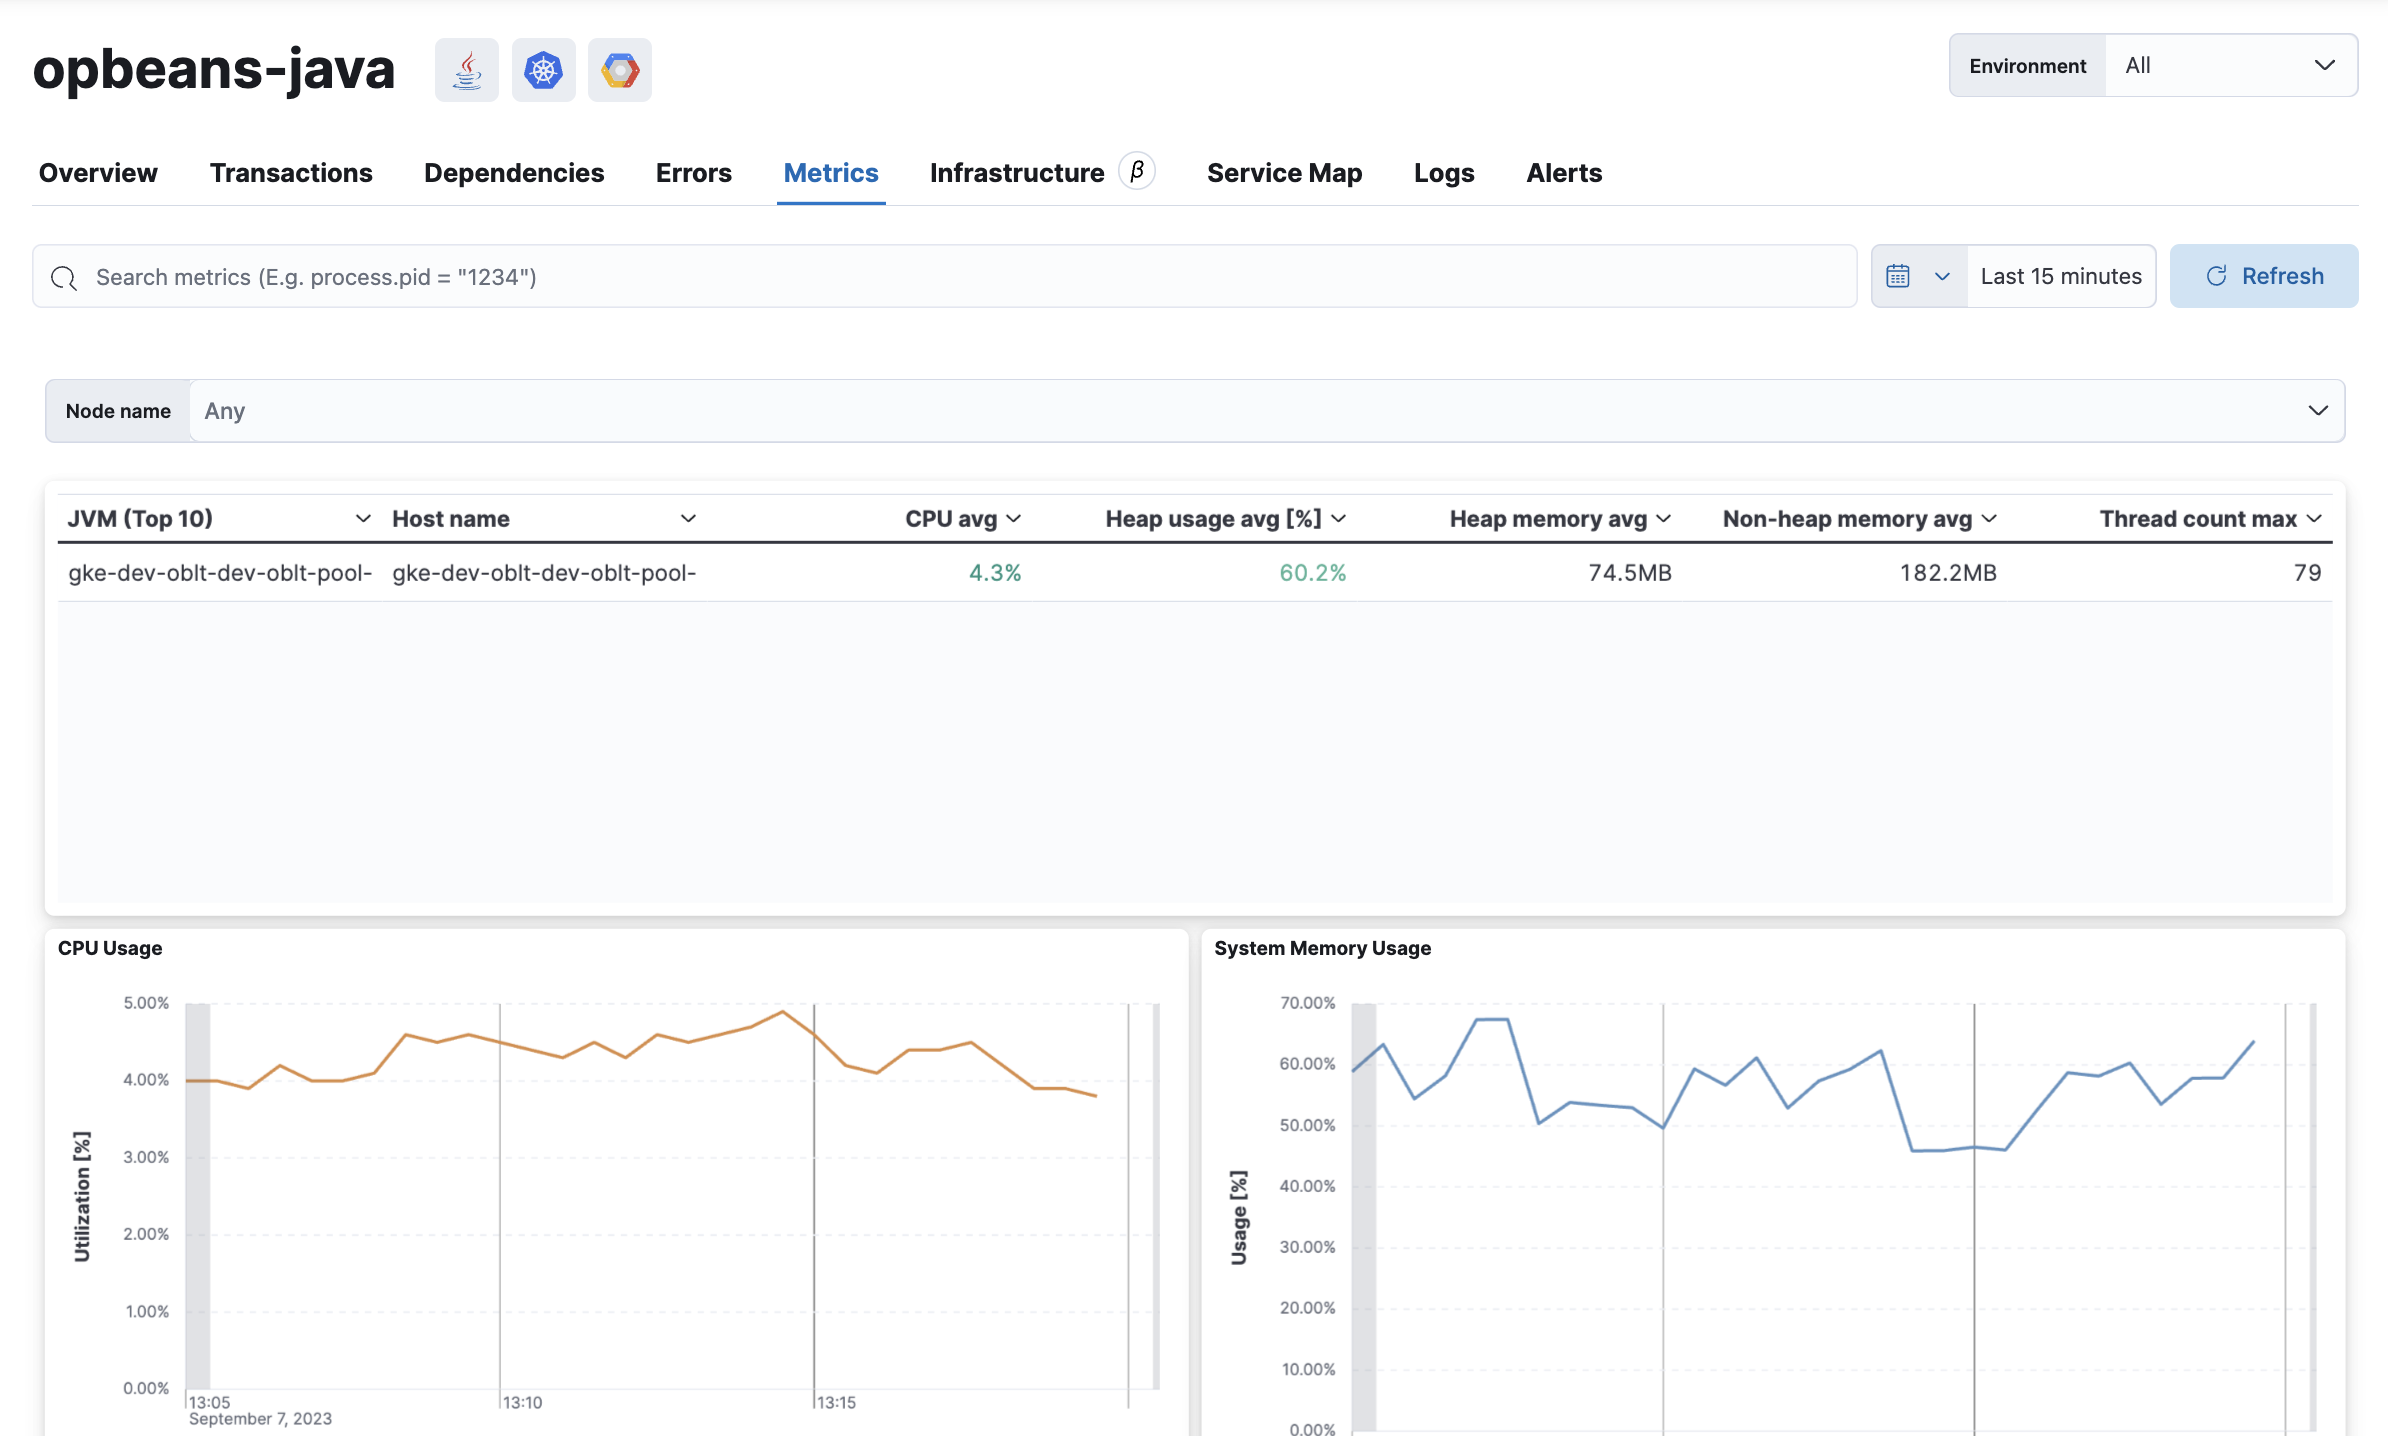 opbeans-java
Environment All
Overview Transactions Dependencies Errors Metrics Infrastructure β Service Map Logs Alerts
Search metrics (E.g. process.pid = "1234") Last 15 minutes Refresh
Node name Any
JVM (Top 10) Host name CPU avg Heap usage avg [%] Heap memory avg Non-heap memory avg Thread count max
gke-dev-oblt-dev-oblt-pool- gke-dev-oblt-dev-oblt-pool- 4.3% 60.2% 74.5MB 182.2MB 79
CPU Usage
5.00%
4.00%
3.00%
2.00%
1.00%
0.00%
Utilization [%]
13:05 13:10 13:15
September 7, 2023
System Memory Usage
70.00%
60.00%
50.00%
40.00%
30.00%
20.00%
10.00%
0.00%
Usage [%]